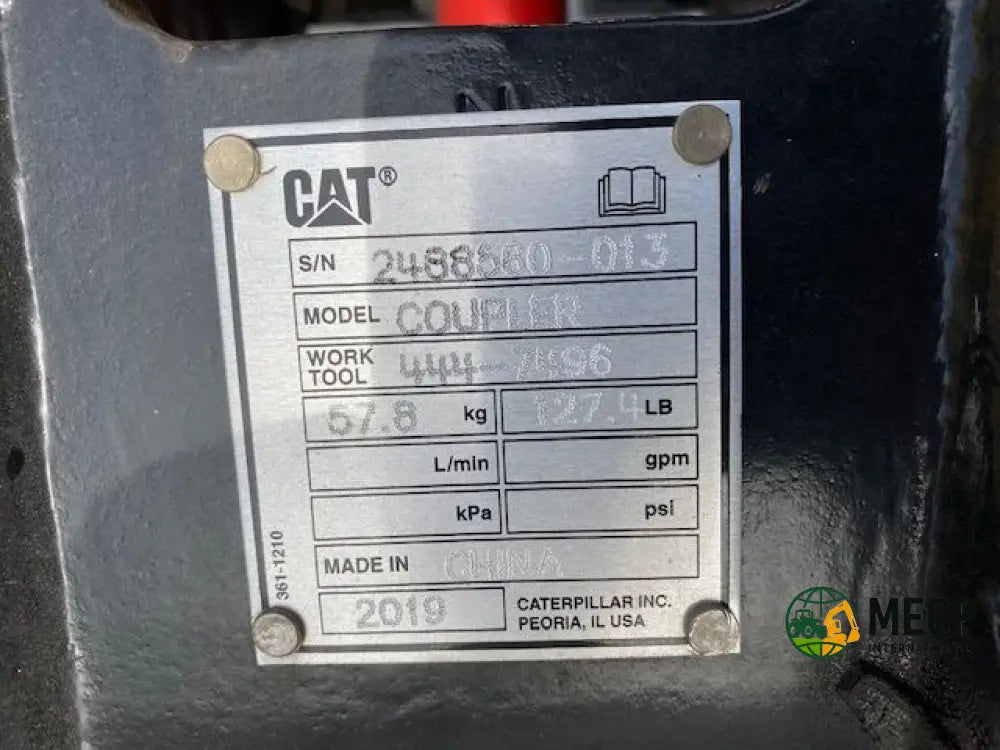 CAT®
S/N 2488560-013
MODEL COUPLER
WORK TOOL 444-7496
57.8 kg 127.4 LB
L/min gpm
kPa psi
MADE IN CHINA
2019 CATERPILLAR INC.
PEORIA, IL USA
361-1210